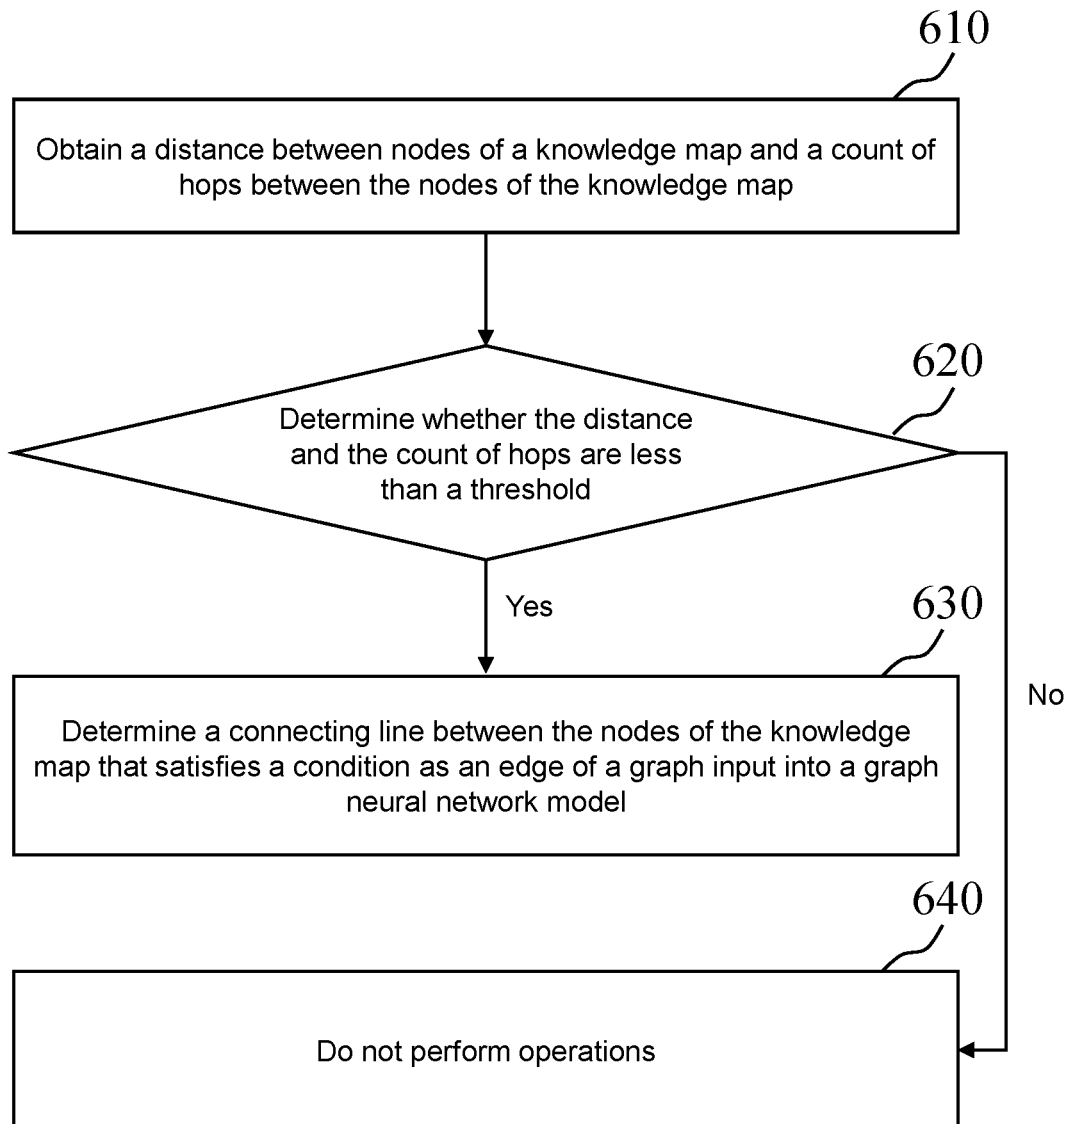 610
Obtain a distance between nodes of a knowledge map and a count of
hops between the nodes of the knowledge map
620
Determine whether the distance
and the count of hops are less
than a threshold
Yes
630
No
Determine a connecting line between the nodes of the knowledge
map that satisfies a condition as an edge of a graph input into a graph
neural network model
640
Do not perform operations